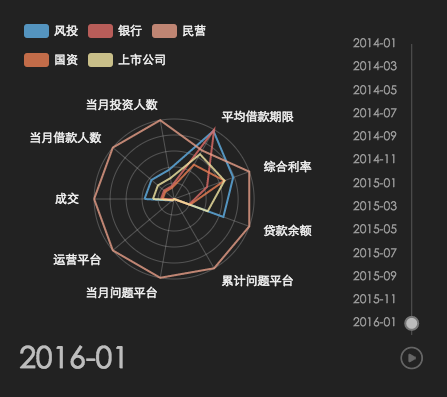 风投 银行 民营
国资 上市公司
当月投资人数
平均借款期限
当月借款人数
综合利率
成交
贷款余额
运营平台
累计问题平台
当月问题平台
2014-01
2014-03
2014-05
2014-07
2014-09
2014-11
2015-01
2015-03
2015-05
2015-07
2015-09
2015-11
2016-01
2016-01